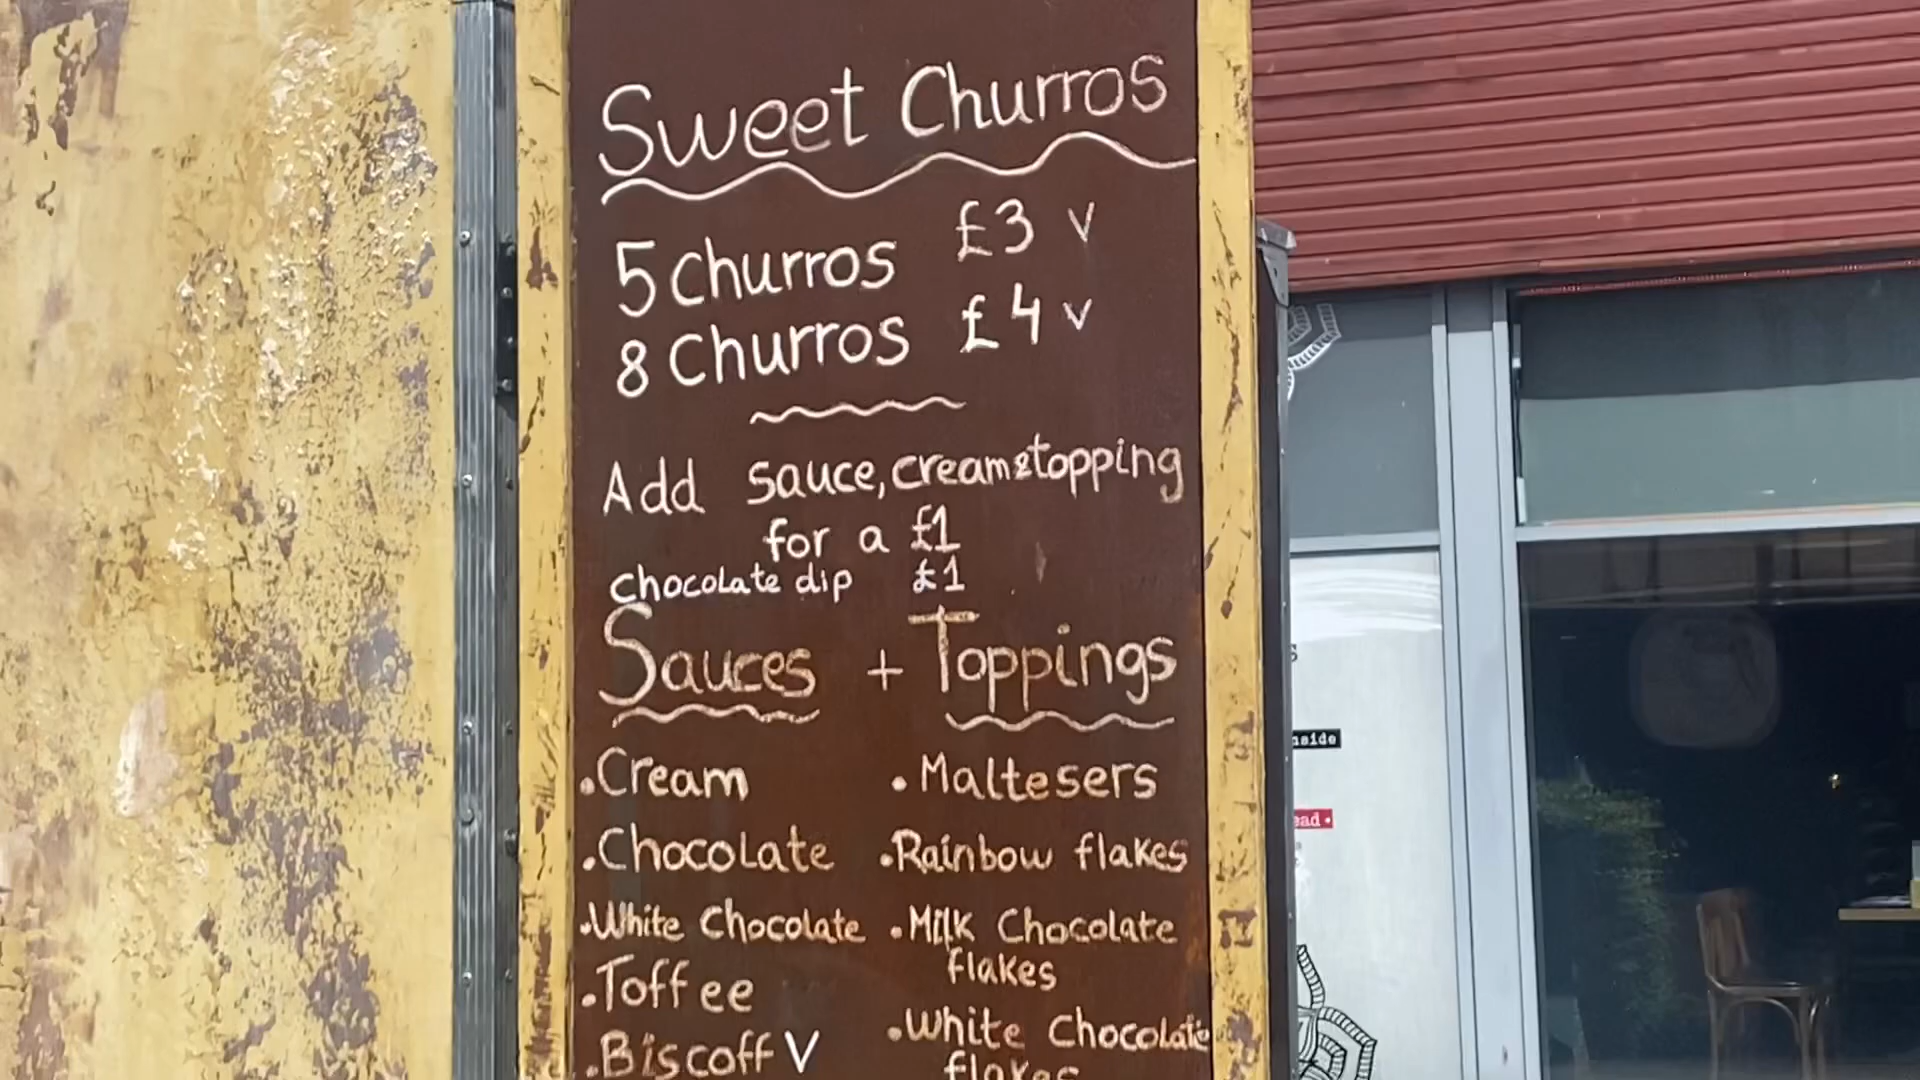 Sweet Churros
5 Churros £3 V
8 Churros £4 V
Add sauce, cream & topping
for a £1
chocolate dip £1
Sauces + Toppings
.Cream
.Chocolate
.White Chocolate
.Toffee
.Biscoff V
.Maltesers
.Rainbow flakes
.Milk Chocolate
flakes
.White Chocolate
flakes